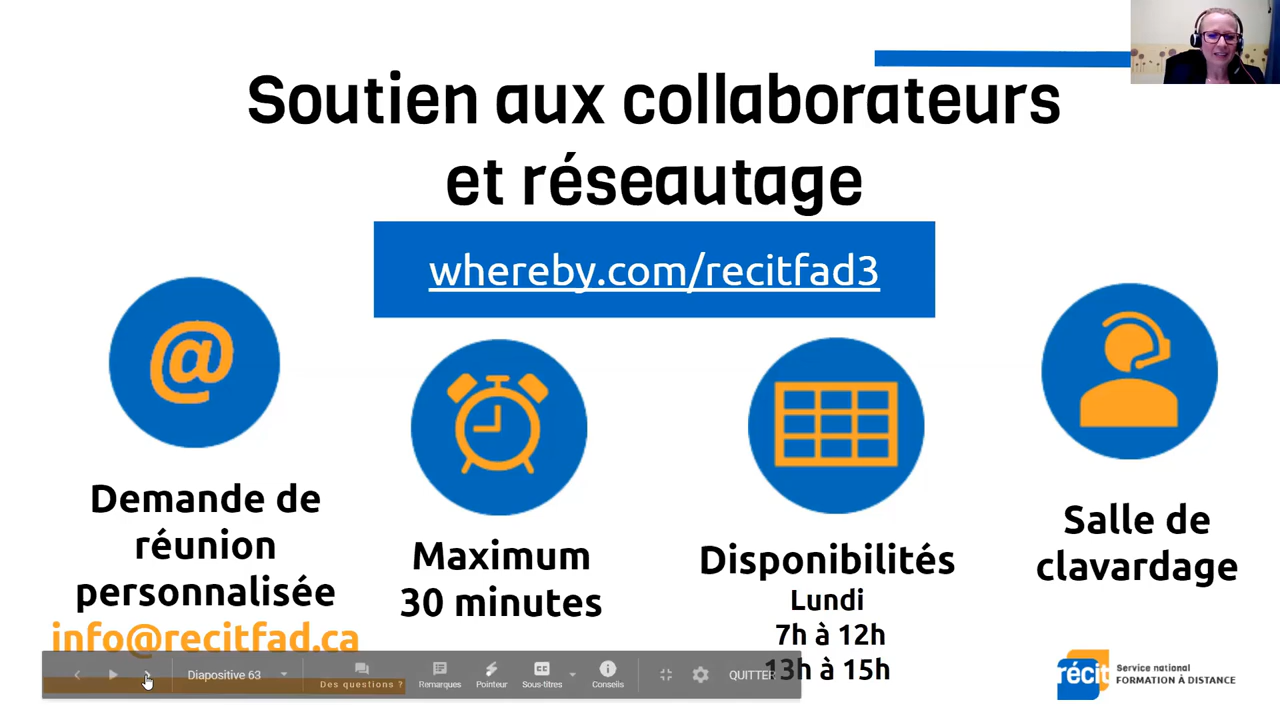 Soutien aux collaborateurs
et réseautage
whereby.com/recitfad3
@
Demande de
réunion
personnalisée
info@recitfad.ca
Maximum
30 minutes
Disponibilités
Lundi
7h à 12h
13h à 15h
Salle de
clavardage
Diapositive 63
Des questions ?
Remarques
Pointeur
CC
Sous-titres
Conseils
QUITTER
récit
Service national
FORMATION À DISTANCE